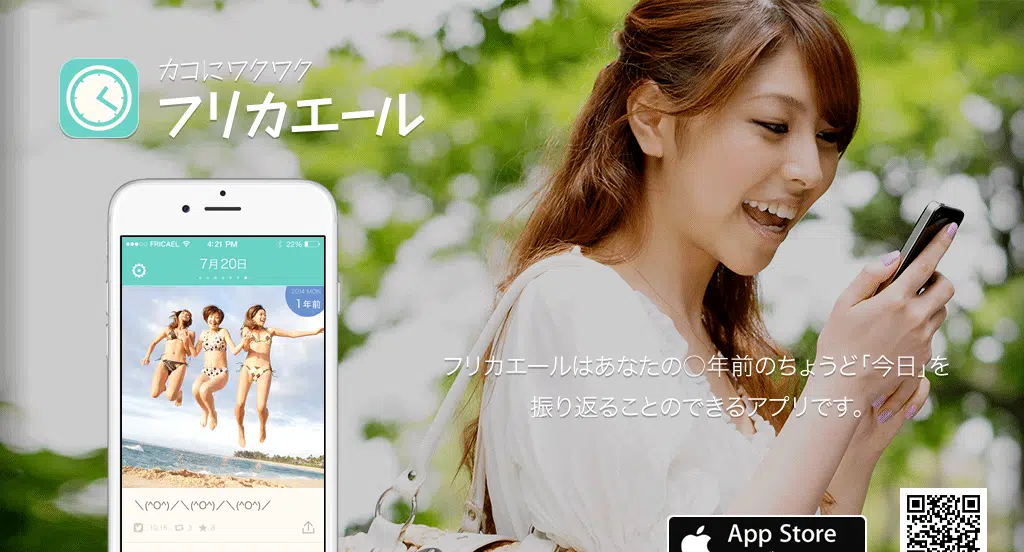 カコにワクワク
フリカエール
FRICAEL
4:21 PM
22%
7月20日
2014 MON
1年前
＼(^O^)／＼(^O^)／＼(^O^)／
3
3
フリカエールはあなたの○年前のちょうど「今日」を
振り返ることのできるアプリです。
App Store